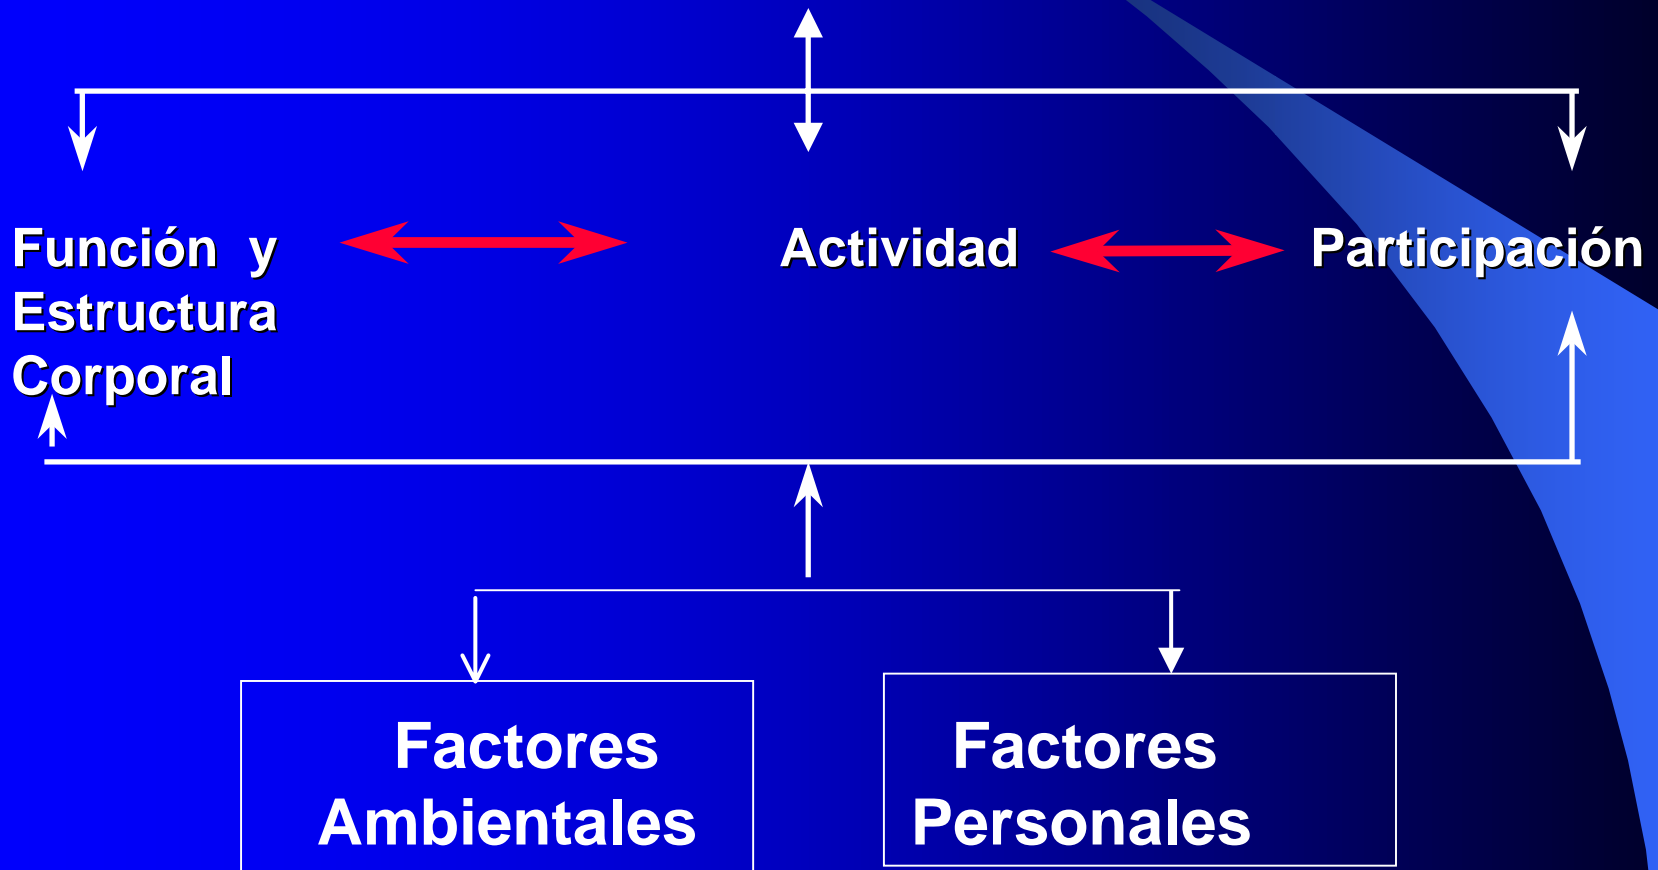 Función y
Estructura
Corporal
Actividad
Participación
Factores
Ambientales
Factores
Personales